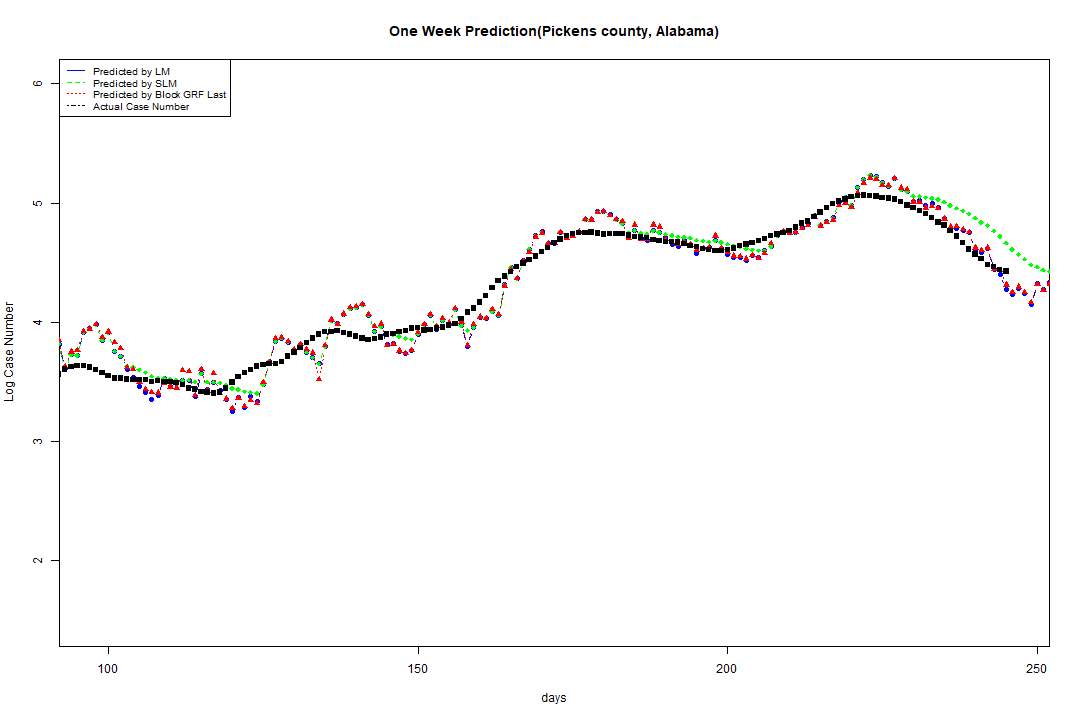 One Week Prediction(Pickens county, Alabama)
Predicted by LM
Predicted by SLM
Predicted by Block GRF Last
Actual Case Number
6
5
4
3
2
Log Case Number
100 150 200 250
days